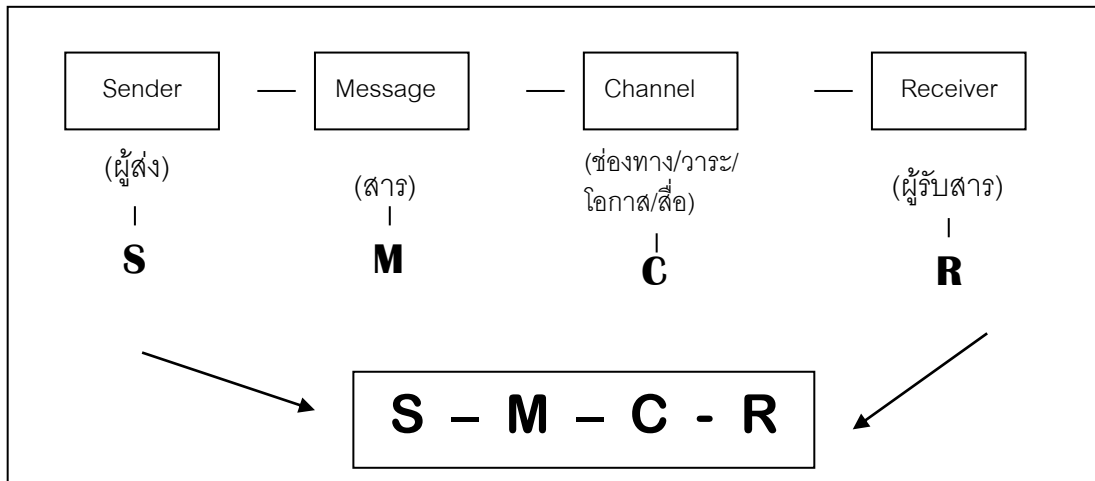 Sender — Message — Channel — Receiver
(ผู้ส่ง)
(สาร)
(ช่องทาง/วาระ/
โอกาส/สื่อ)
(ผู้รับสาร)
S
M
C
R
S – M – C - R